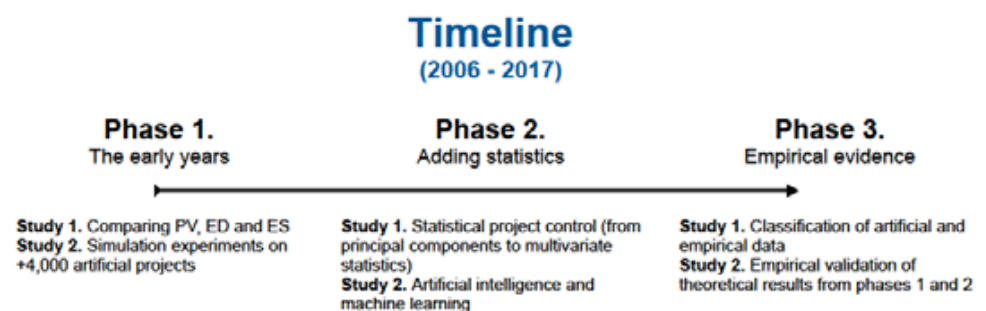 Timeline
(2006 - 2017)
Phase 1.
The early years
Phase 2.
Adding statistics
Phase 3.
Empirical evidence
Study 1. Comparing PV, ED and ES
Study 2. Simulation experiments on
+4,000 artificial projects
Study 1. Statistical project control (from
principal components to multivariate
statistics)
Study 2. Artificial intelligence and
machine learning
Study 1. Classification of artificial and
empirical data
Study 2. Empirical validation of
theoretical results from phases 1 and 2